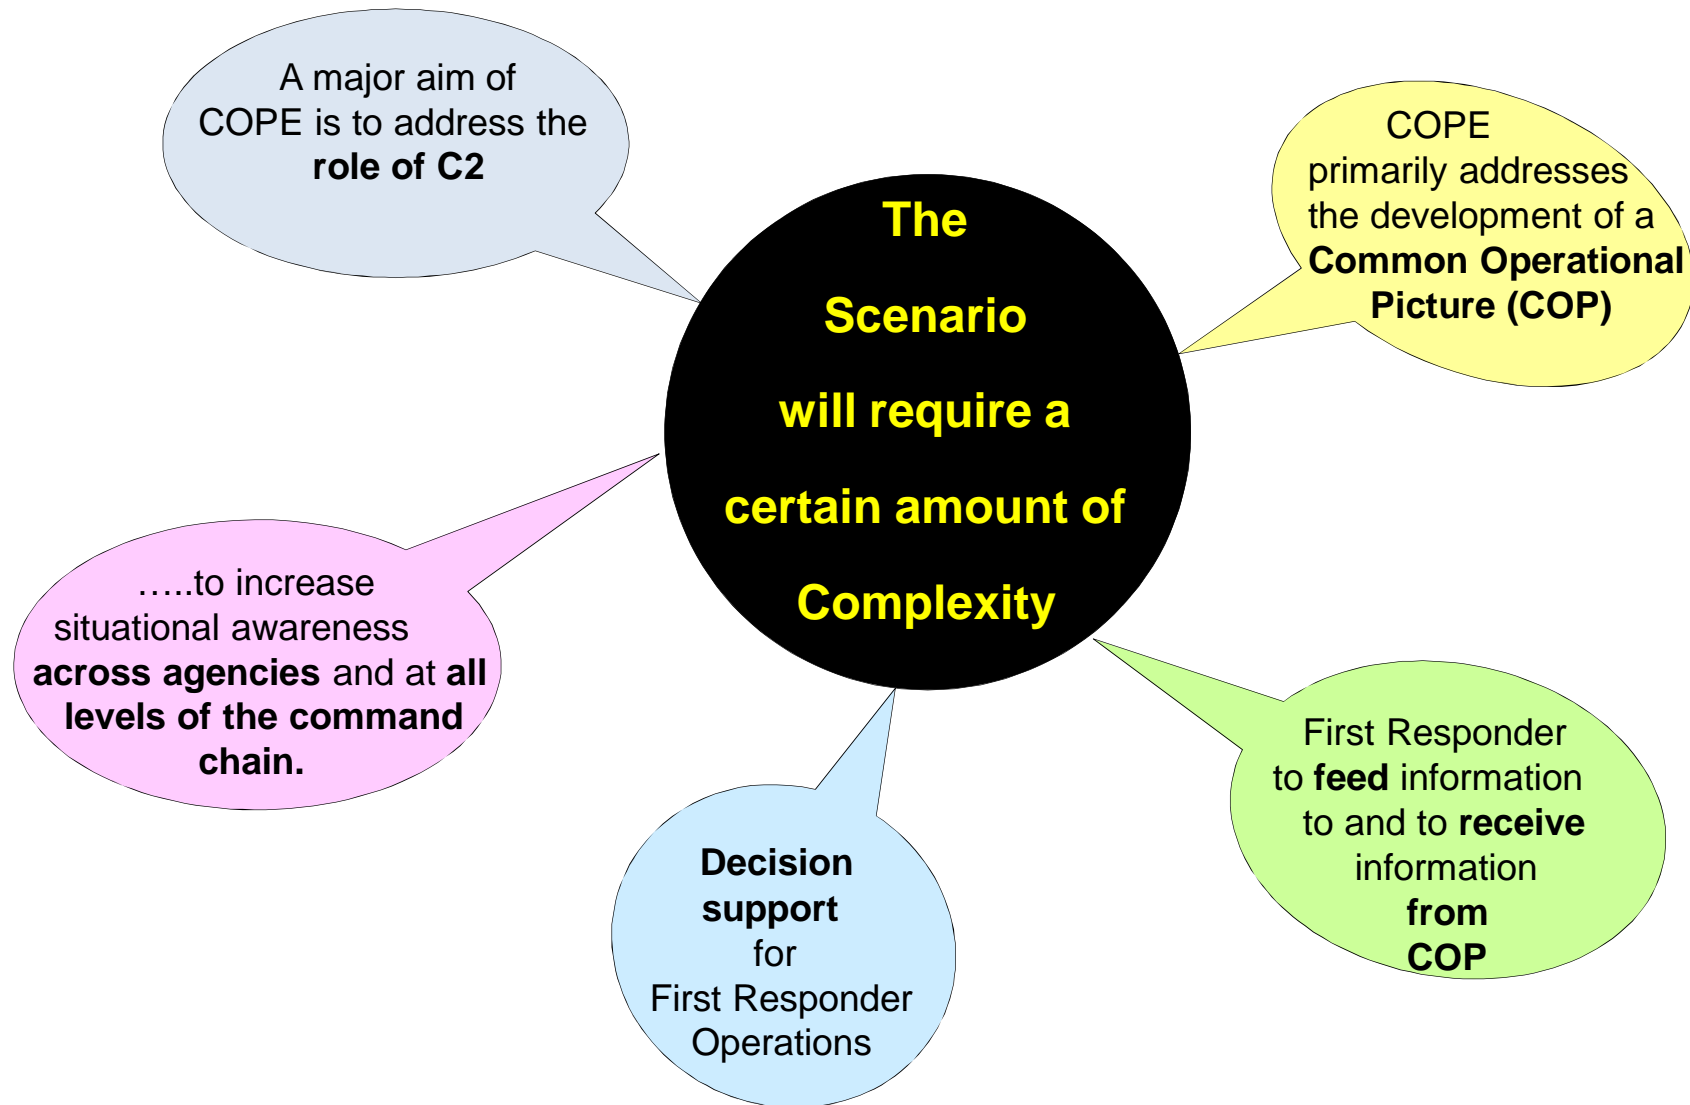 A major aim of
COPE is to address the
role of C2
COPE
primarily addresses
the development of a
Common Operational
Picture (COP)
The
Scenario
will require a
certain amount of
Complexity
…..to increase
situational awareness
across agencies and at all
levels of the command
chain.
First Responder
to feed information
to and to receive
information
from
COP
Decision
support
for
First Responder
Operations